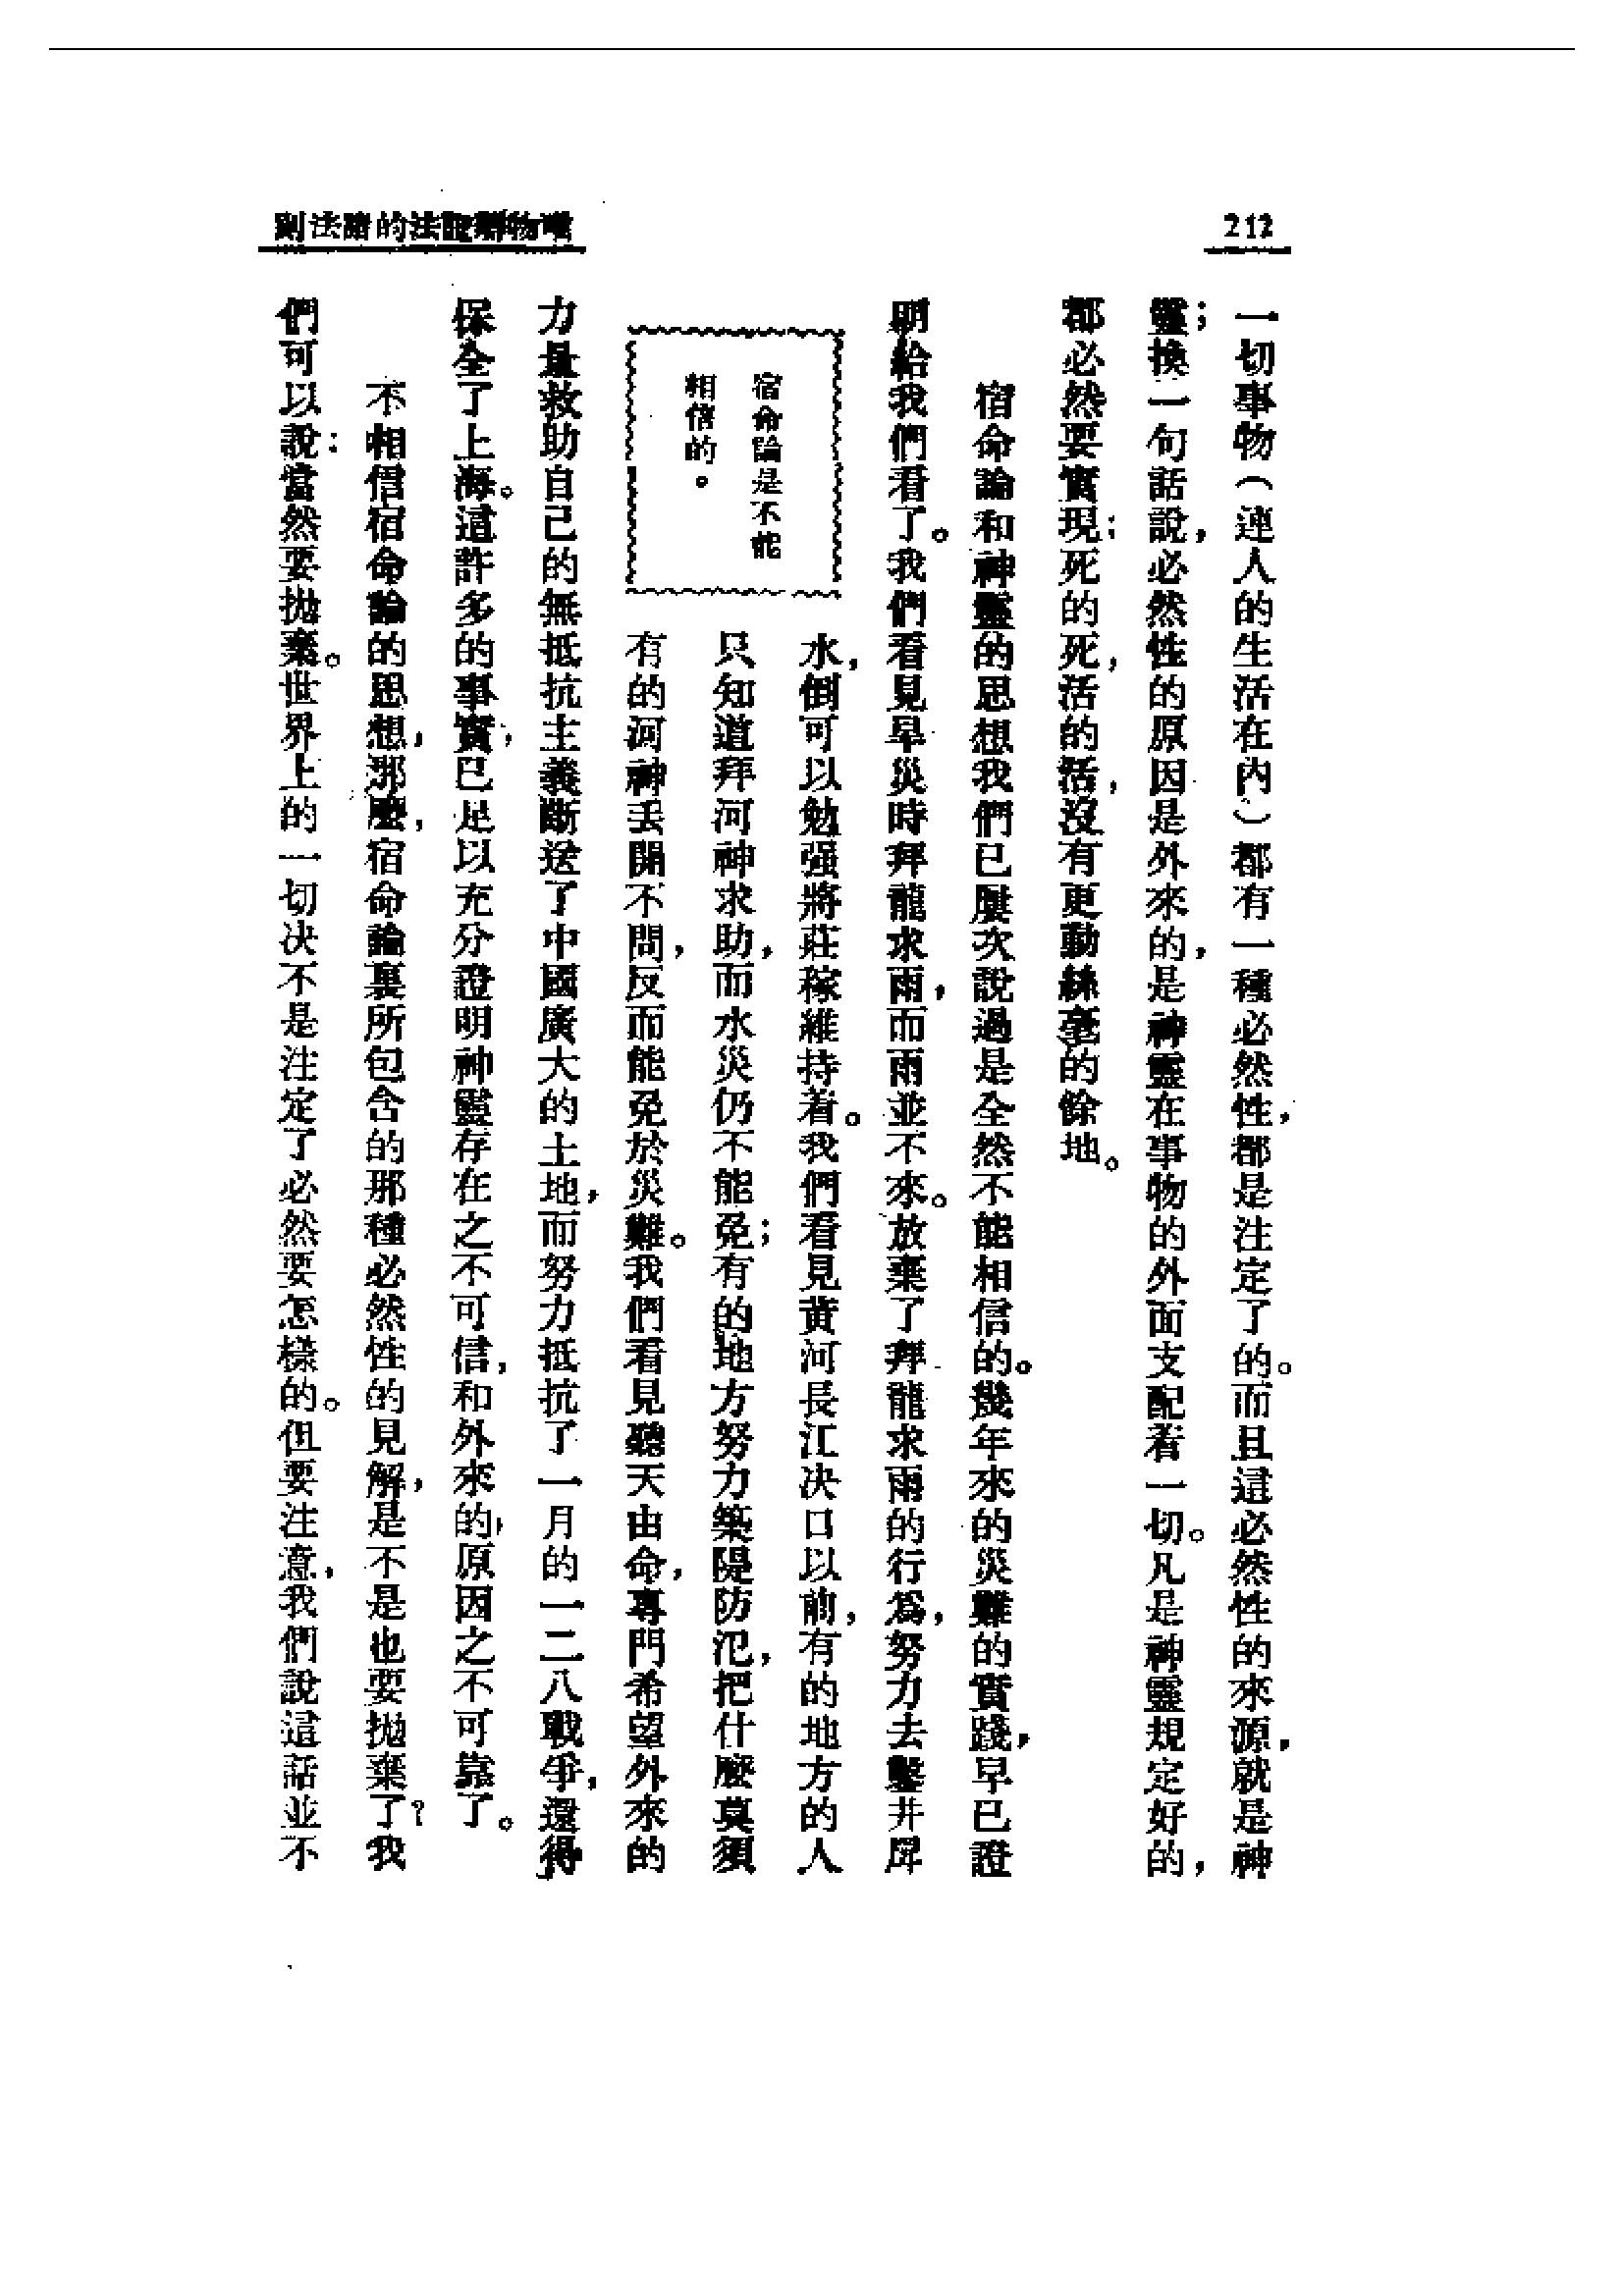 212
則法諸的法證辯物唯
一切事物（連人的生活在內）都有一種必然性，都是注定了的。而且這必然性的來源，就是神
靈；換一句話說，必然性的原因是外來的，是神靈在事物的外面支配着一切。凡是神靈規定好的，
都必然要實現：死的死，活的活，沒有更動絲毫的餘地。
宿命論和神靈的思想我們已屢次說過是全然不能相信的。幾年來的災難的實踐，早已證
明給我們看了。我們看見旱災時拜龍求雨，而雨並不來。放棄了拜龍求雨的行爲，努力去鑿井戽
宿命論是不能
相信的。
水，倒可以勉强將莊稼維持着。我們看見黃河長江決口以前，有的地方的人
只知道拜河神求助，而水災仍不能免；有的地方努力築隄防氾，把什麼莫須
有的河神丟開不問，反而能免於災難。我們看見聽天由命，專門希望外來的
力量救助自己的無抵抗主義斷送了中國廣大的土地，而努力抵抗了一月的一二八戰爭，還得
保全了上海。這許多的事實，已足以充分證明神靈存在之不可信，和外來的，原因之不可靠了。
不相信宿命論的思想，那麼，宿命論裏所包含的那種必然性的見解，是不是也要拋棄了？我
們可以說：當然要拋棄。世界上的一切決不是注定了必然要怎樣的。但要注意，我們說這話並不